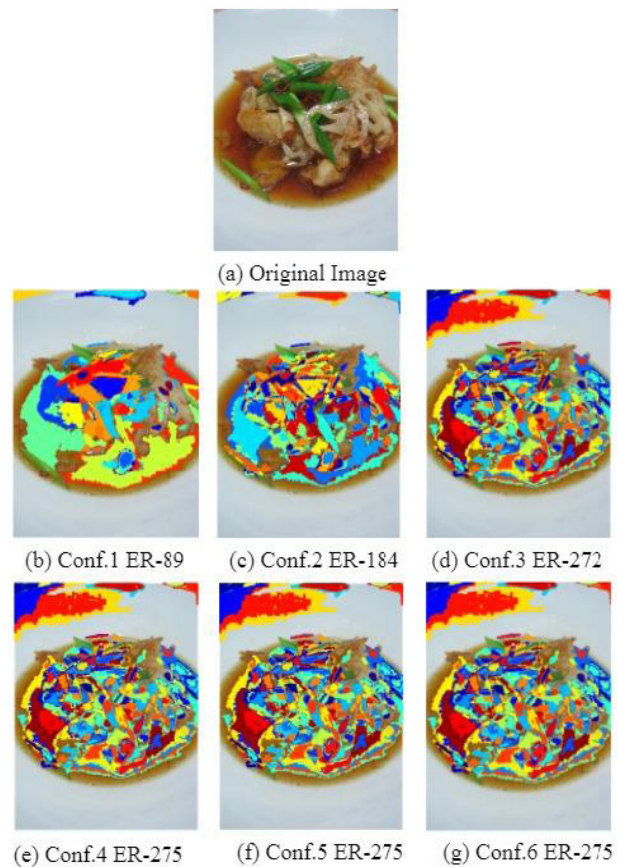 (a) Original Image
(b) Conf.1 ER-89
(c) Conf.2 ER-184
(d) Conf.3 ER-272
(e) Conf.4 ER-275
(f) Conf.5 ER-275
(g) Conf.6 ER-275